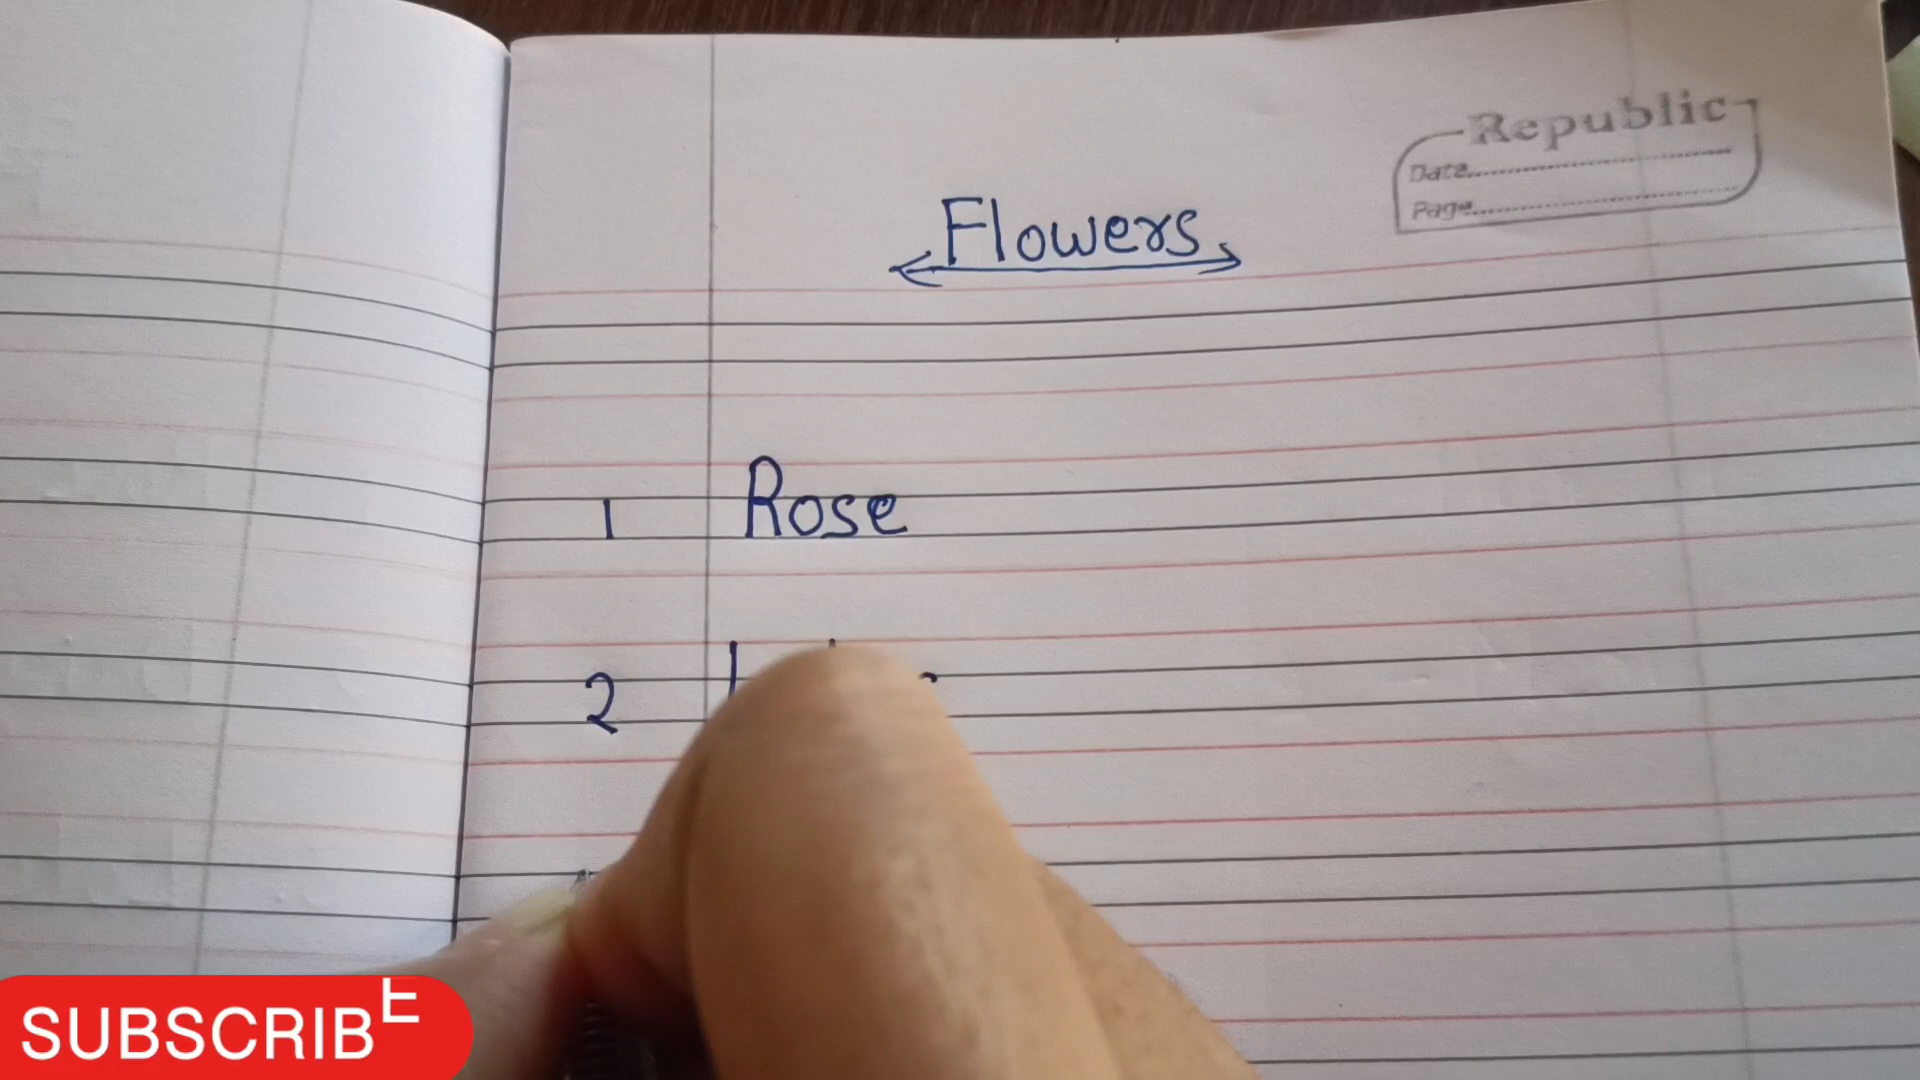 Republic
Date
Page
Flowers
1 Rose
2
SUBSCRIBE